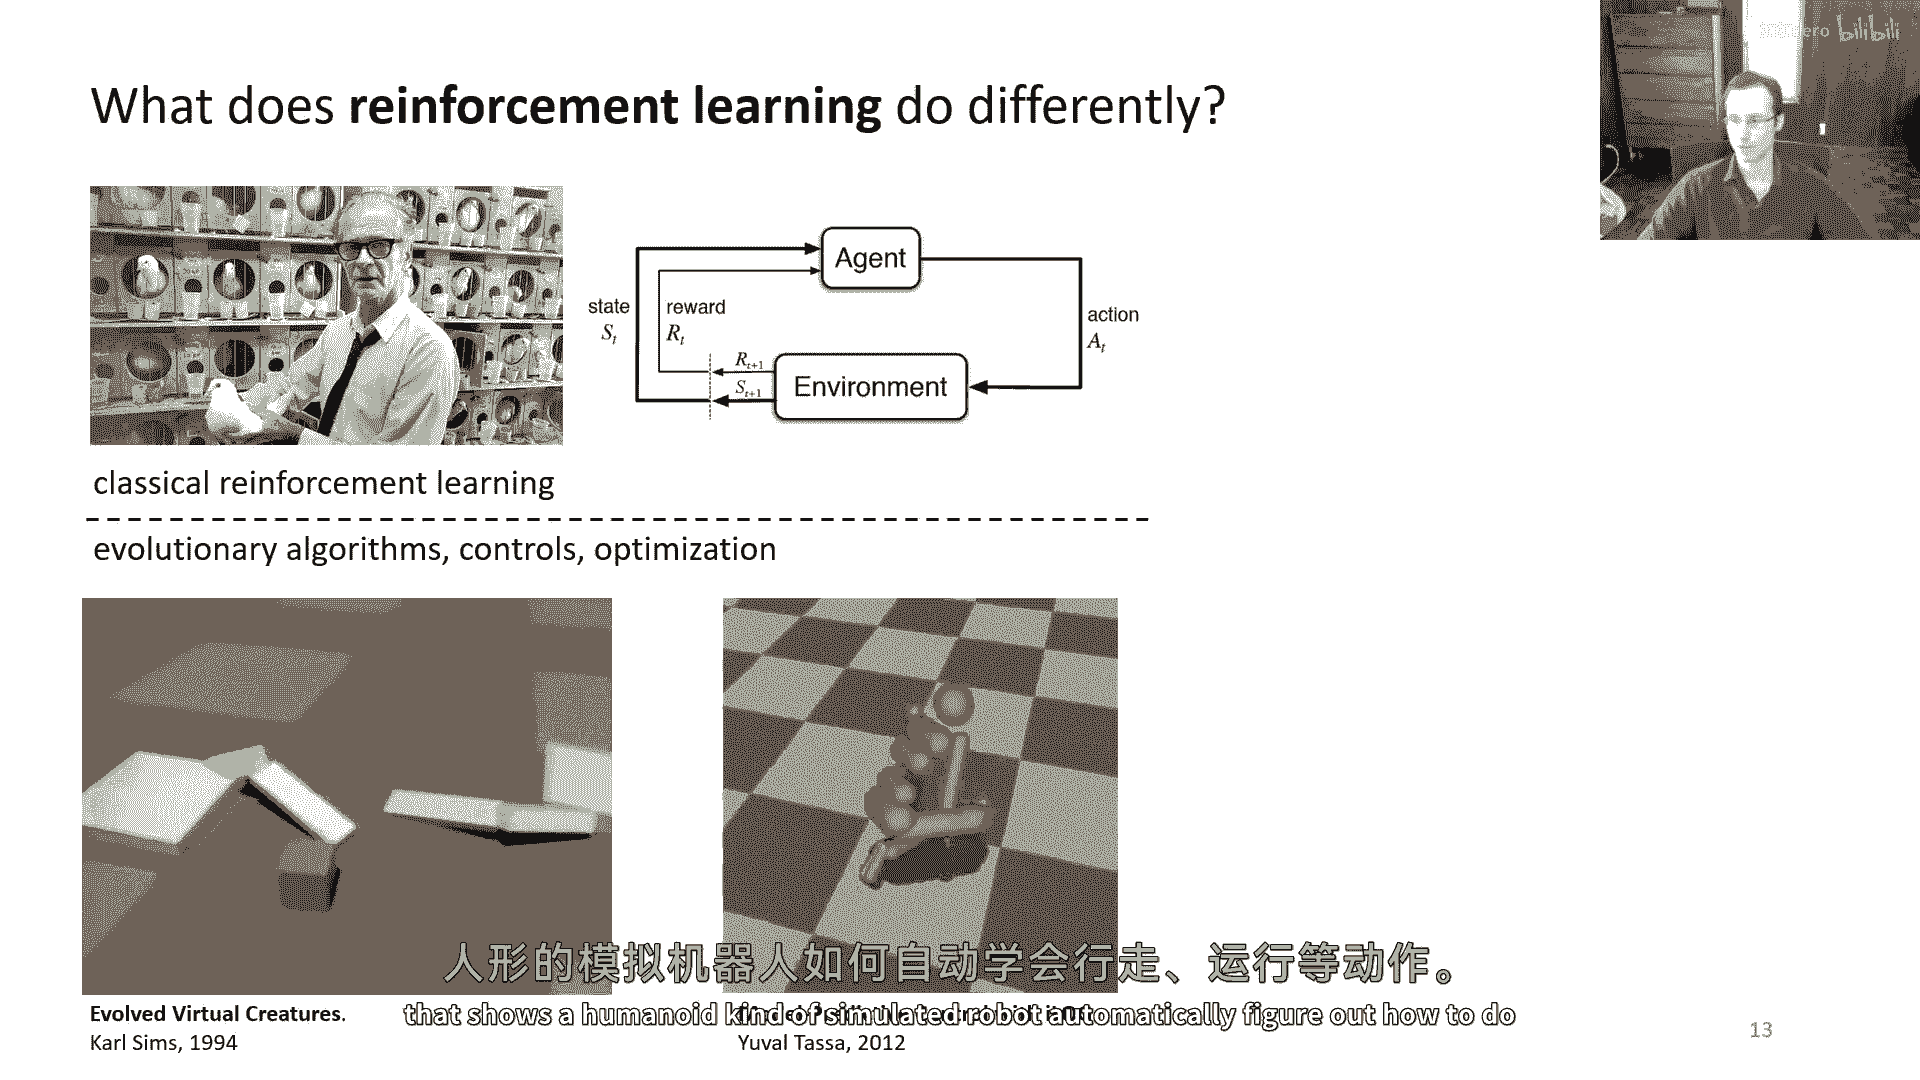 bilibili
What does reinforcement learning do differently?
Agent
state
reward
action
S_t
R_t
A_t
R_{t+1}
S_{t+1}
Environment
classical reinforcement learning
evolutionary algorithms, controls, optimization
人形的模拟机器人如何自动学会行走、运行等动作。
that shows a humanoid kind of simulated robot automatically figure out how to do
Evolved Virtual Creatures.
Karl Sims, 1994
Yuval Tassa, 2012
13